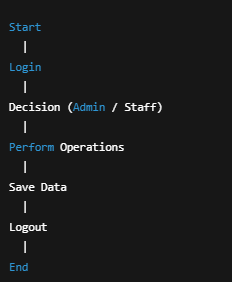 Start
|
Login
|
Decision (Admin / Staff)
|
Perform Operations
|
Save Data
|
Logout
|
End